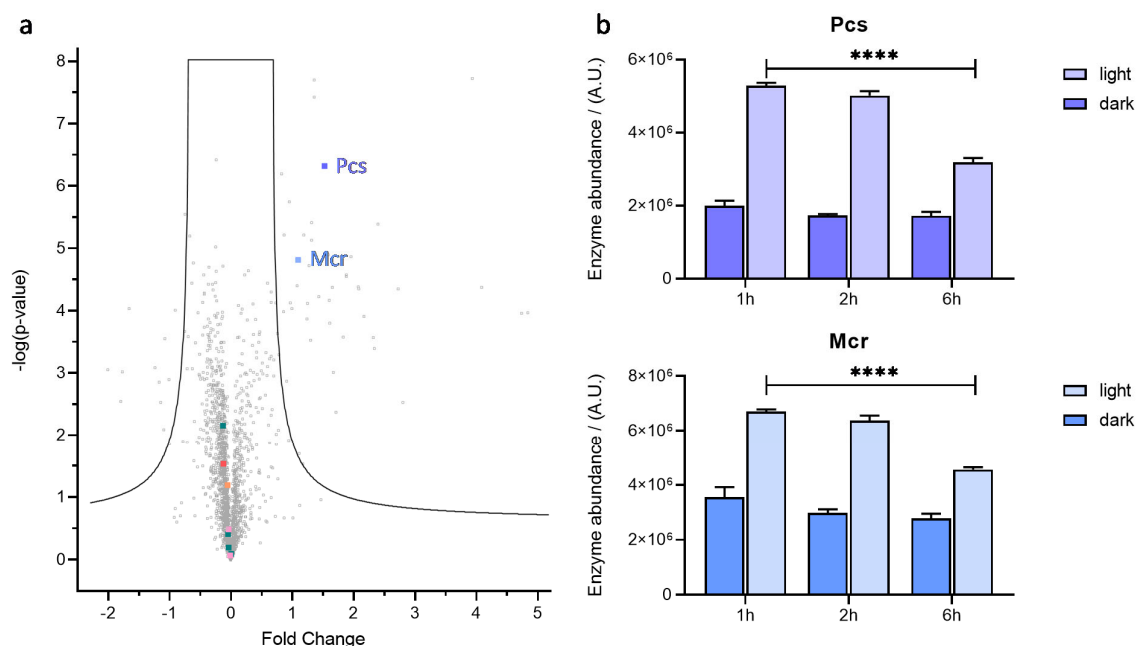 a
8
7
6
5
4
3
2
1
0
-log(p-value)
-2 -1 0 1 2 3 4 5
Fold Change
Pcs
Mcr
b
Pcs
6×10⁶
4×10⁶
2×10⁶
0
Enzyme abundance / (A.U.)
****
1h 2h 6h
light
dark
Mcr
8×10⁶
6×10⁶
4×10⁶
2×10⁶
0
Enzyme abundance / (A.U.)
****
1h 2h 6h
light
dark